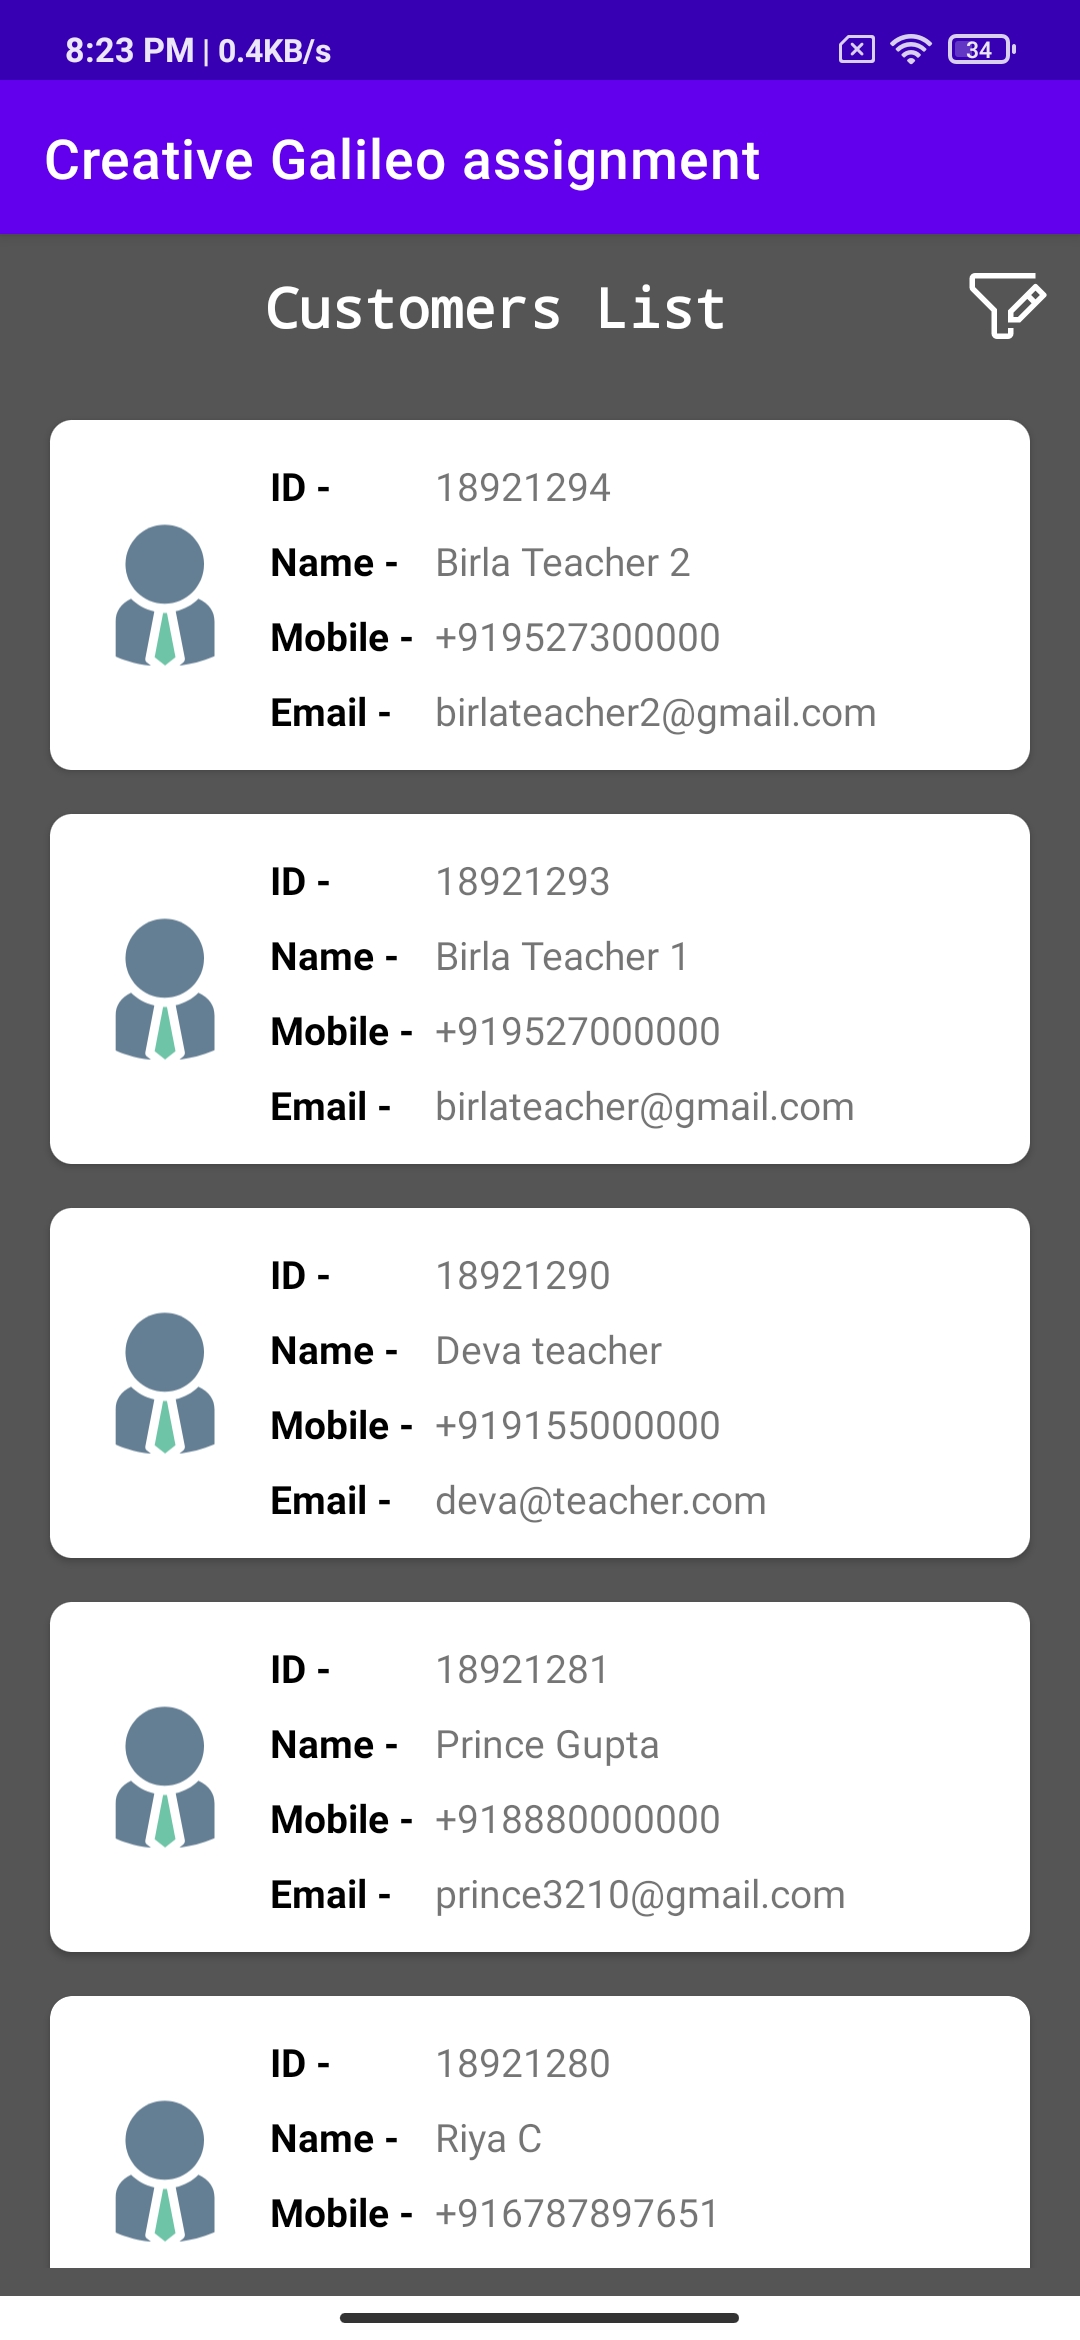 8:23 PM | 0.4KB/s 34
Creative Galileo assignment
Customers List
ID - 18921294
Name - Birla Teacher 2
Mobile - +919527300000
Email - birlateacher2@gmail.com
ID - 18921293
Name - Birla Teacher 1
Mobile - +919527000000
Email - birlateacher@gmail.com
ID - 18921290
Name - Deva teacher
Mobile - +919155000000
Email - deva@teacher.com
ID - 18921281
Name - Prince Gupta
Mobile - +918880000000
Email - prince3210@gmail.com
ID - 18921280
Name - Riya C
Mobile - +916787897651